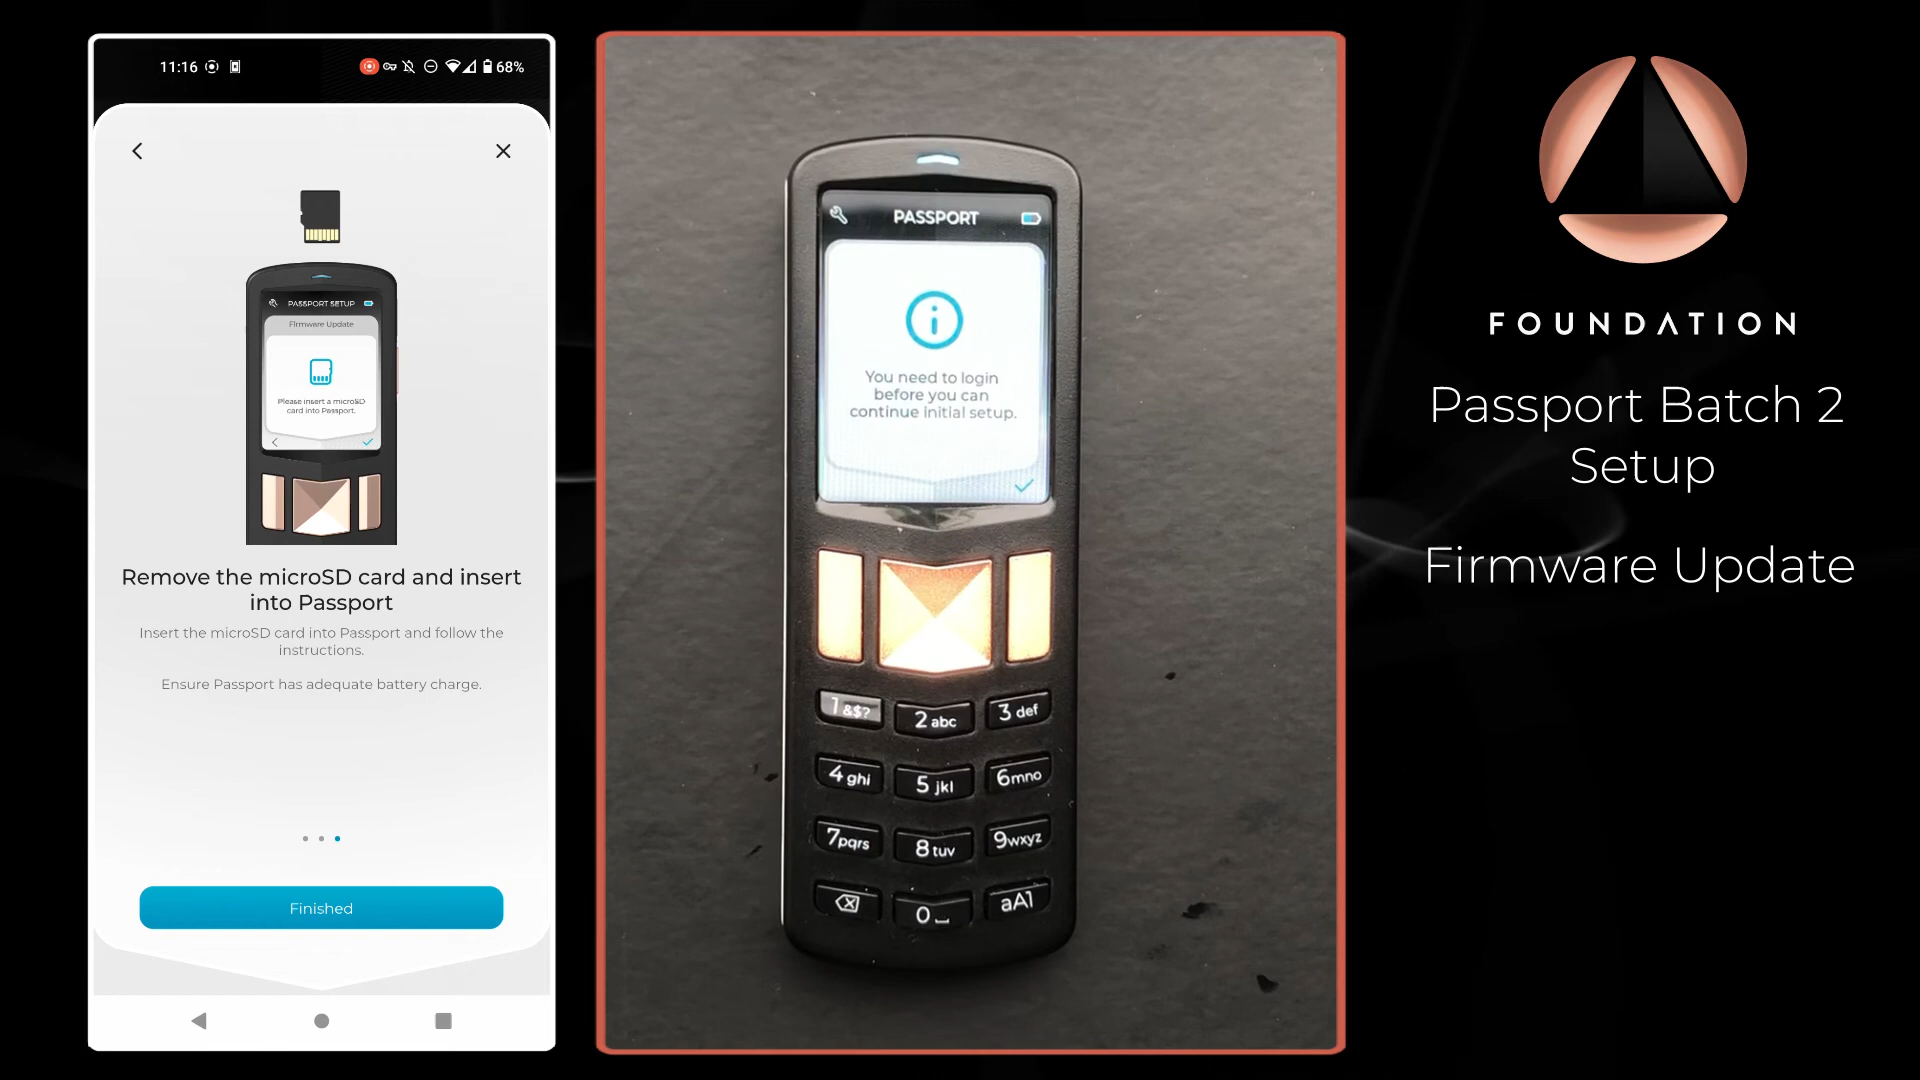 11:16
68%
PASSPORT SETUP
Firmware Update
Please insert a microSD
card into Passport.
Remove the microSD card and insert
into Passport
Insert the microSD card into Passport and follow the
instructions.
Ensure Passport has adequate battery charge.
Finished
PASSPORT
You need to login
before you can
continue initial setup.
1 &$?
2 abc
3 def
4 ghi
5 jkl
6 mno
7 pqrs
8 tuv
9 wxyz
0
aA1
FOUNDATION
Passport Batch 2
Setup
Firmware Update